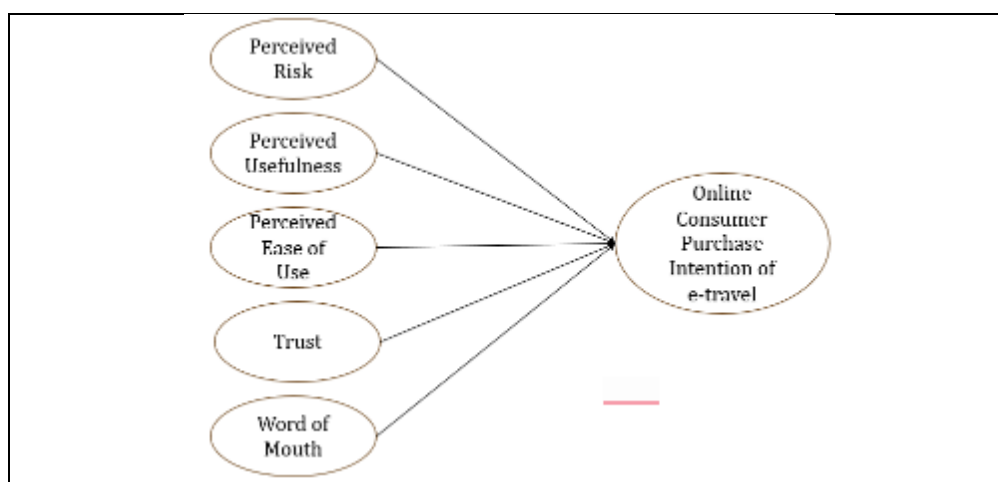 Perceived
Risk
Perceived
Usefulness
Perceived
Ease of
Use
Trust
Word of
Mouth
Online
Consumer
Purchase
Intention of
e-travel